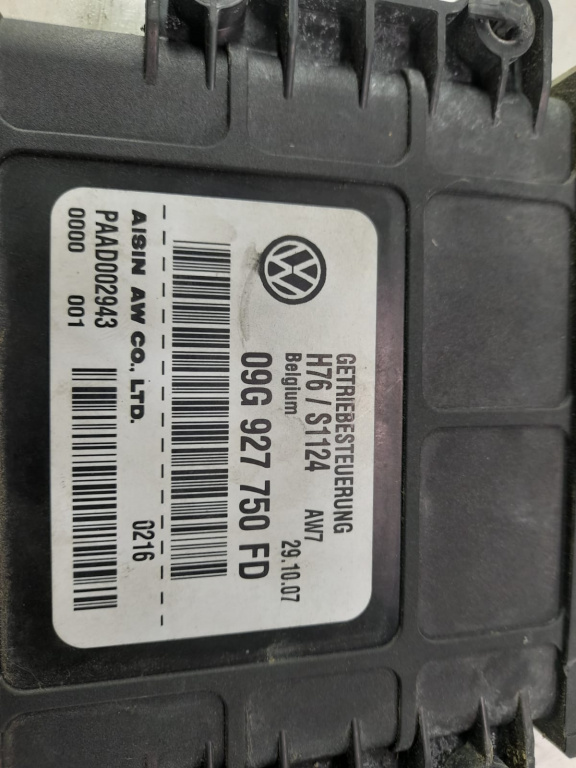 GETRIEBESTEUERUNG
H76 / S1124 AW7
Belgium 29.10.07
09G 927 750 FD
AISIN AW CO., LTD. 0216
PAAD002943
0000 001